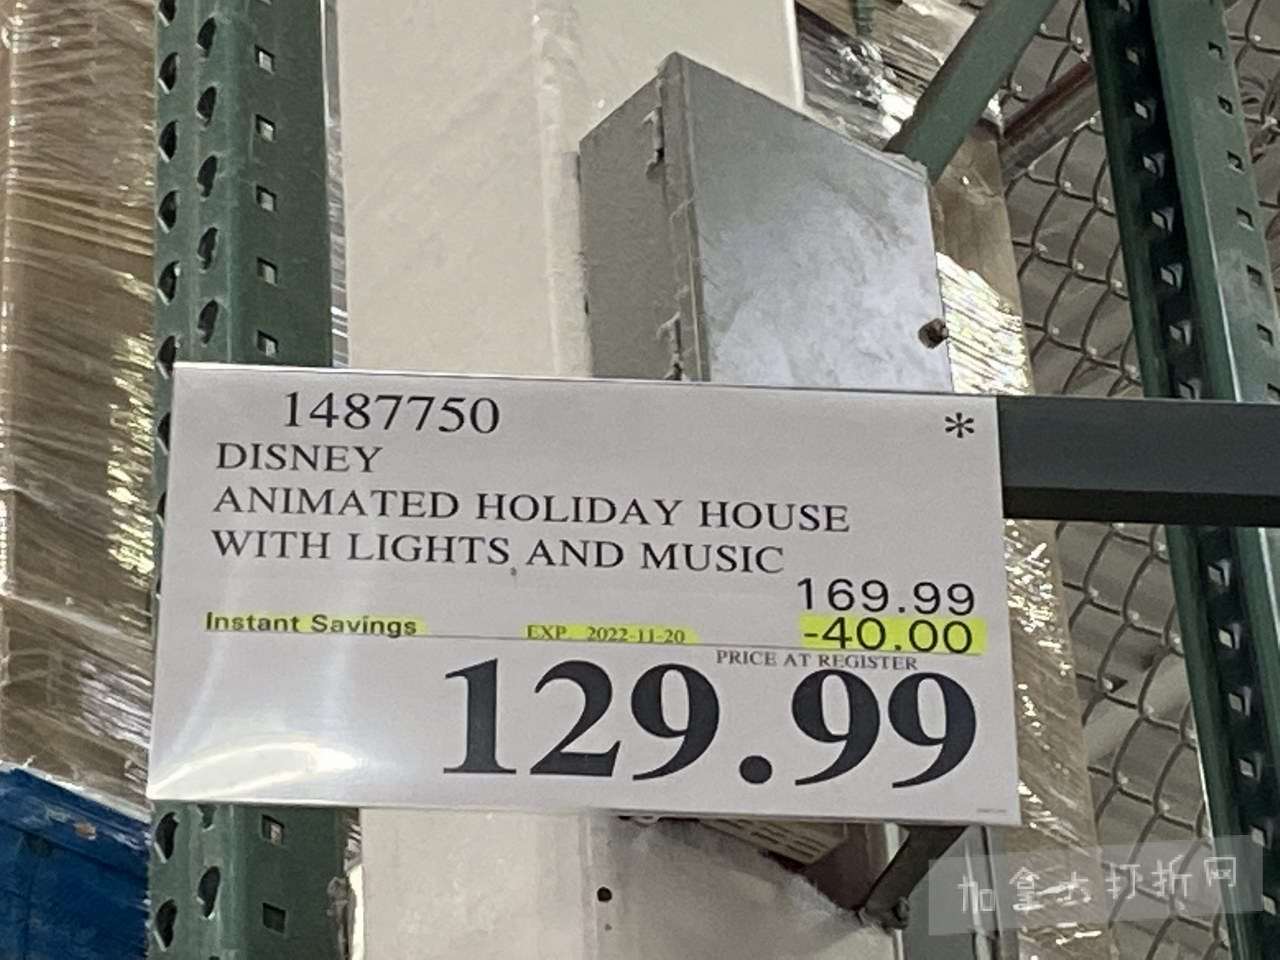 1487750 *
DISNEY
ANIMATED HOLIDAY HOUSE
WITH LIGHTS AND MUSIC
169.99
Instant Savings EXP 2022-11-20 -40.00
PRICE AT REGISTER
129.99
加拿大打折网